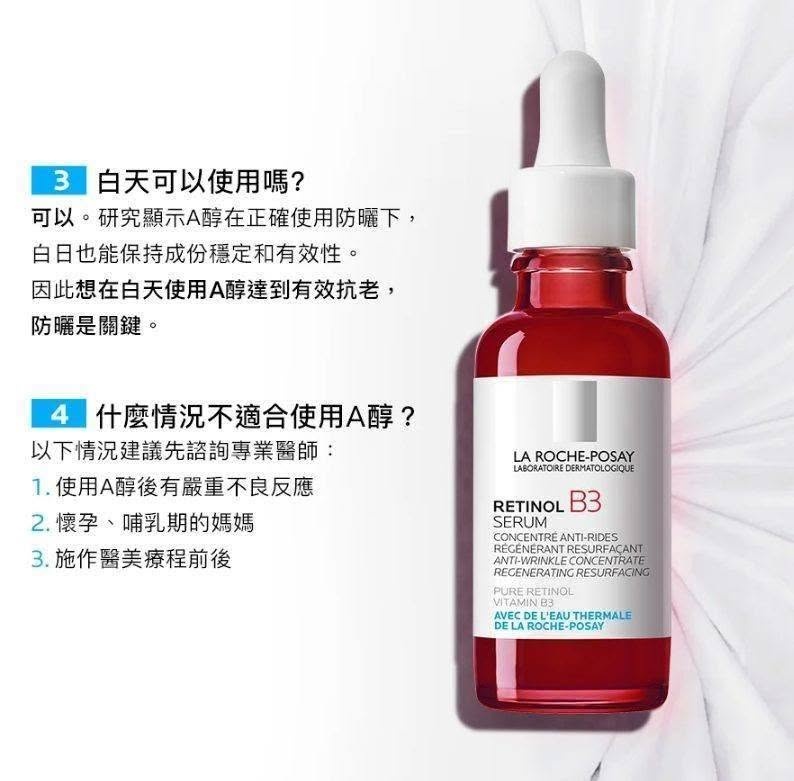 3 白天可以使用嗎?
可以。研究顯示A醇在正確使用防曬下，
白日也能保持成份穩定和有效性。
因此想在白天使用A醇達到有效抗老，
防曬是關鍵。
4 什麼情況不適合使用A醇？
以下情況建議先諮詢專業醫師：
1. 使用A醇後有嚴重不良反應
2. 懷孕、哺乳期的媽媽
3. 施作醫美療程前後
LA ROCHE-POSAY
LABORATOIRE DERMATOLOGIQUE
RETINOL B3
SERUM
CONCENTRÉ ANTI-RIDES
RÉGÉNÉRANT RESURFAÇANT
ANTI-WRINKLE CONCENTRATE
REGENERATING RESURFACING
PURE RETINOL
VITAMIN B3
AVEC DE L'EAU THERMALE
DE LA ROCHE-POSAY